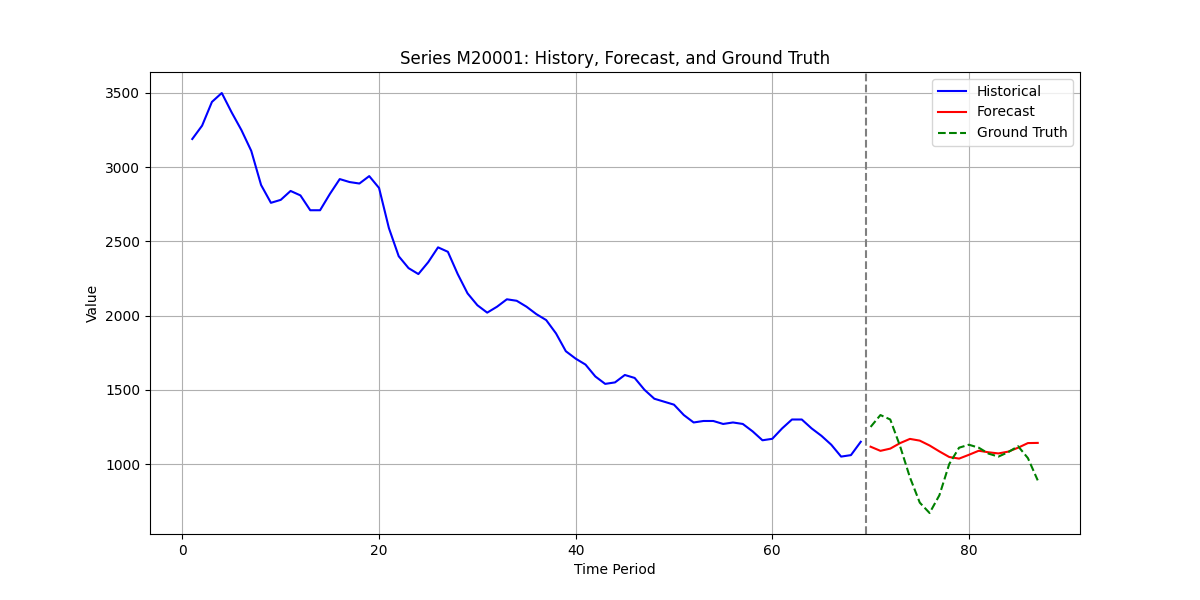 Series M20001: History, Forecast, and Ground Truth
Historical
Forecast
Ground Truth
3500
3000
2500
2000
1500
1000
Value
0 20 40 60 80
Time Period